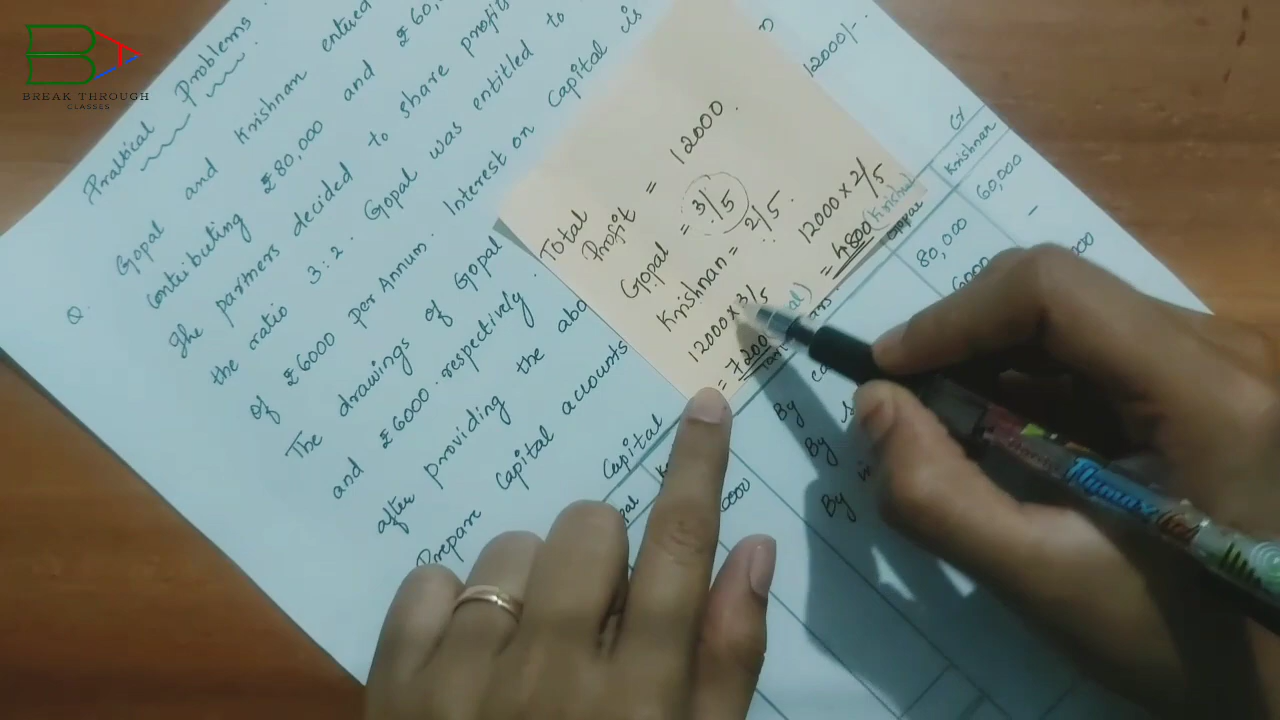 BREAK THROUGH
CLASSES
Practical Problems.
Q. Gopal and Krishnan entered
contributing ₹80,000 and ₹60,
The partners decided to share profits
the ratio 3:2. Gopal was entitled to
of ₹6000 per Annum. Interest on Capital is
The drawings of Gopal
and ₹6000 respectively.
after providing the abo
Prepare Capital accounts
Total
Profit = 12000.
Gopal = 3/5
Krishnan = 2/5.
12000 × 3/5
= 7200
12000 × 2/5
= 4800 (Krishnan)
12000/-
Capital
Cr
Gopal
Krishnan
By
80,000
60,000
By
6000
-
By